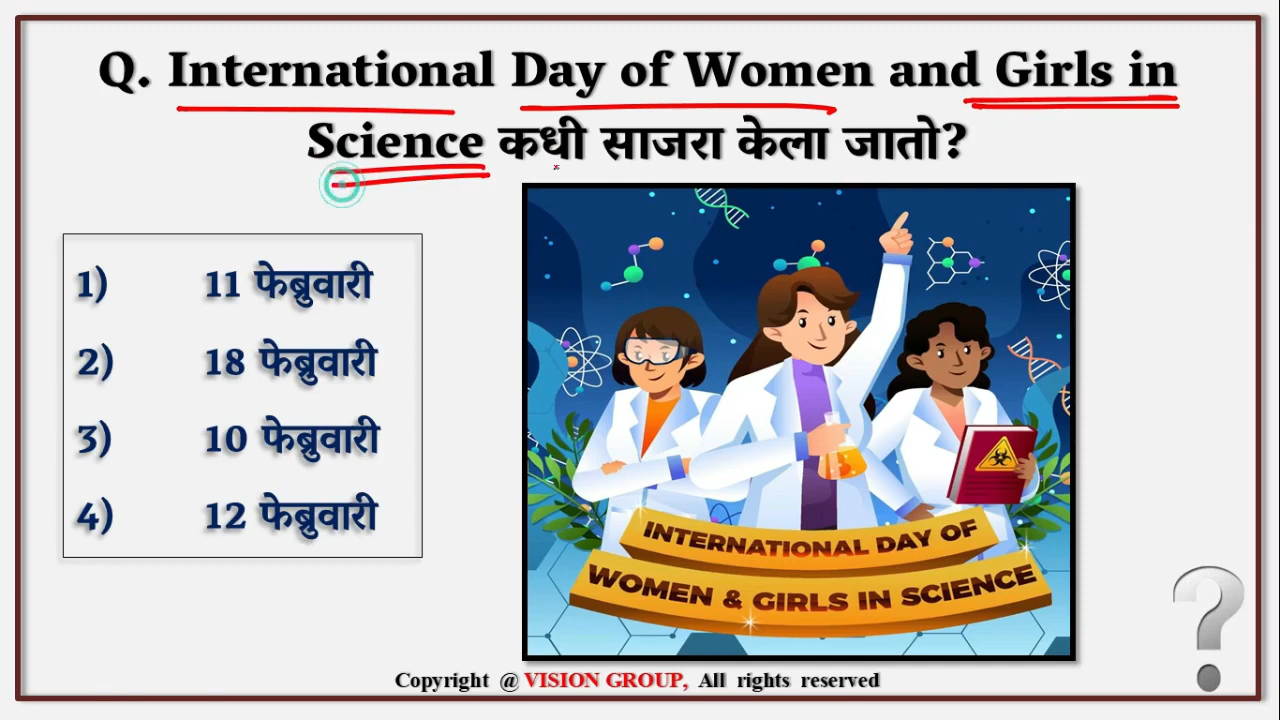 Q. International Day of Women and Girls in
Science कधी साजरा केला जातो?
1) 11 फेब्रुवारी
2) 18 फेब्रुवारी
3) 10 फेब्रुवारी
4) 12 फेब्रुवारी
INTERNATIONAL DAY OF
WOMEN & GIRLS IN SCIENCE
Copyright @ VISION GROUP, All rights reserved